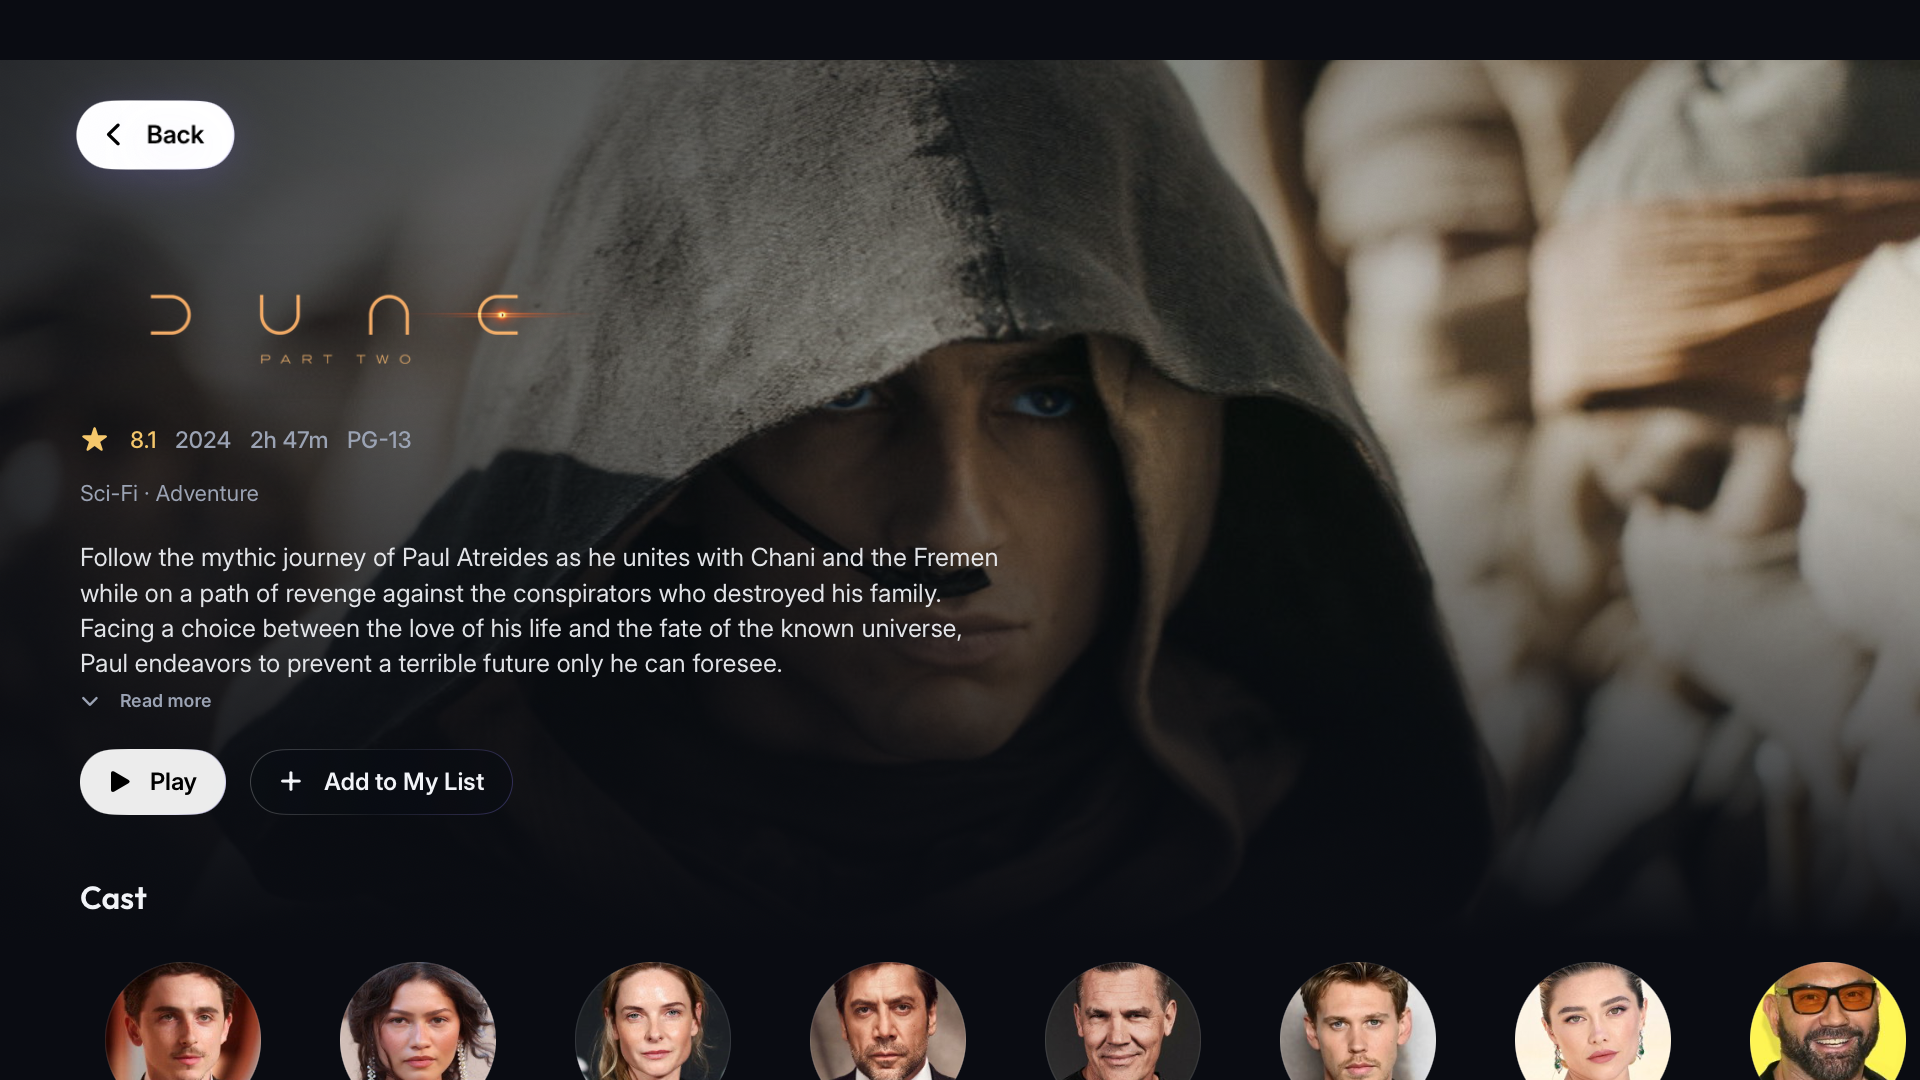 Back
DUNE
PART TWO
8.1 2024 2h 47m PG-13
Sci-Fi · Adventure
Follow the mythic journey of Paul Atreides as he unites with Chani and the Fremen
while on a path of revenge against the conspirators who destroyed his family.
Facing a choice between the love of his life and the fate of the known universe,
Paul endeavors to prevent a terrible future only he can foresee.
Read more
Play
Add to My List
Cast